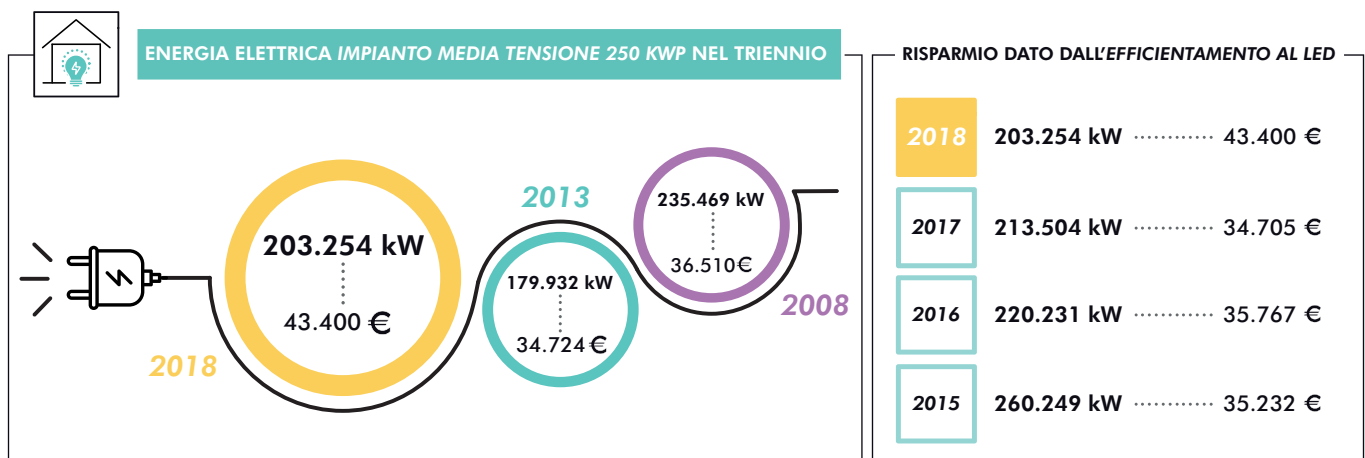 ENERGIA ELETTRICA IMPIANTO MEDIA TENSIONE 250 KWP NEL TRIENNIO
203.254 kW
43.400 €
2018
2013
179.932 kW
34.724 €
235.469 kW
36.510€
2008
RISPARMIO DATO DALL'EFFICIENTAMENTO AL LED
2018 203.254 kW ············ 43.400 €
2017 213.504 kW ············ 34.705 €
2016 220.231 kW ············ 35.767 €
2015 260.249 kW ············ 35.232 €